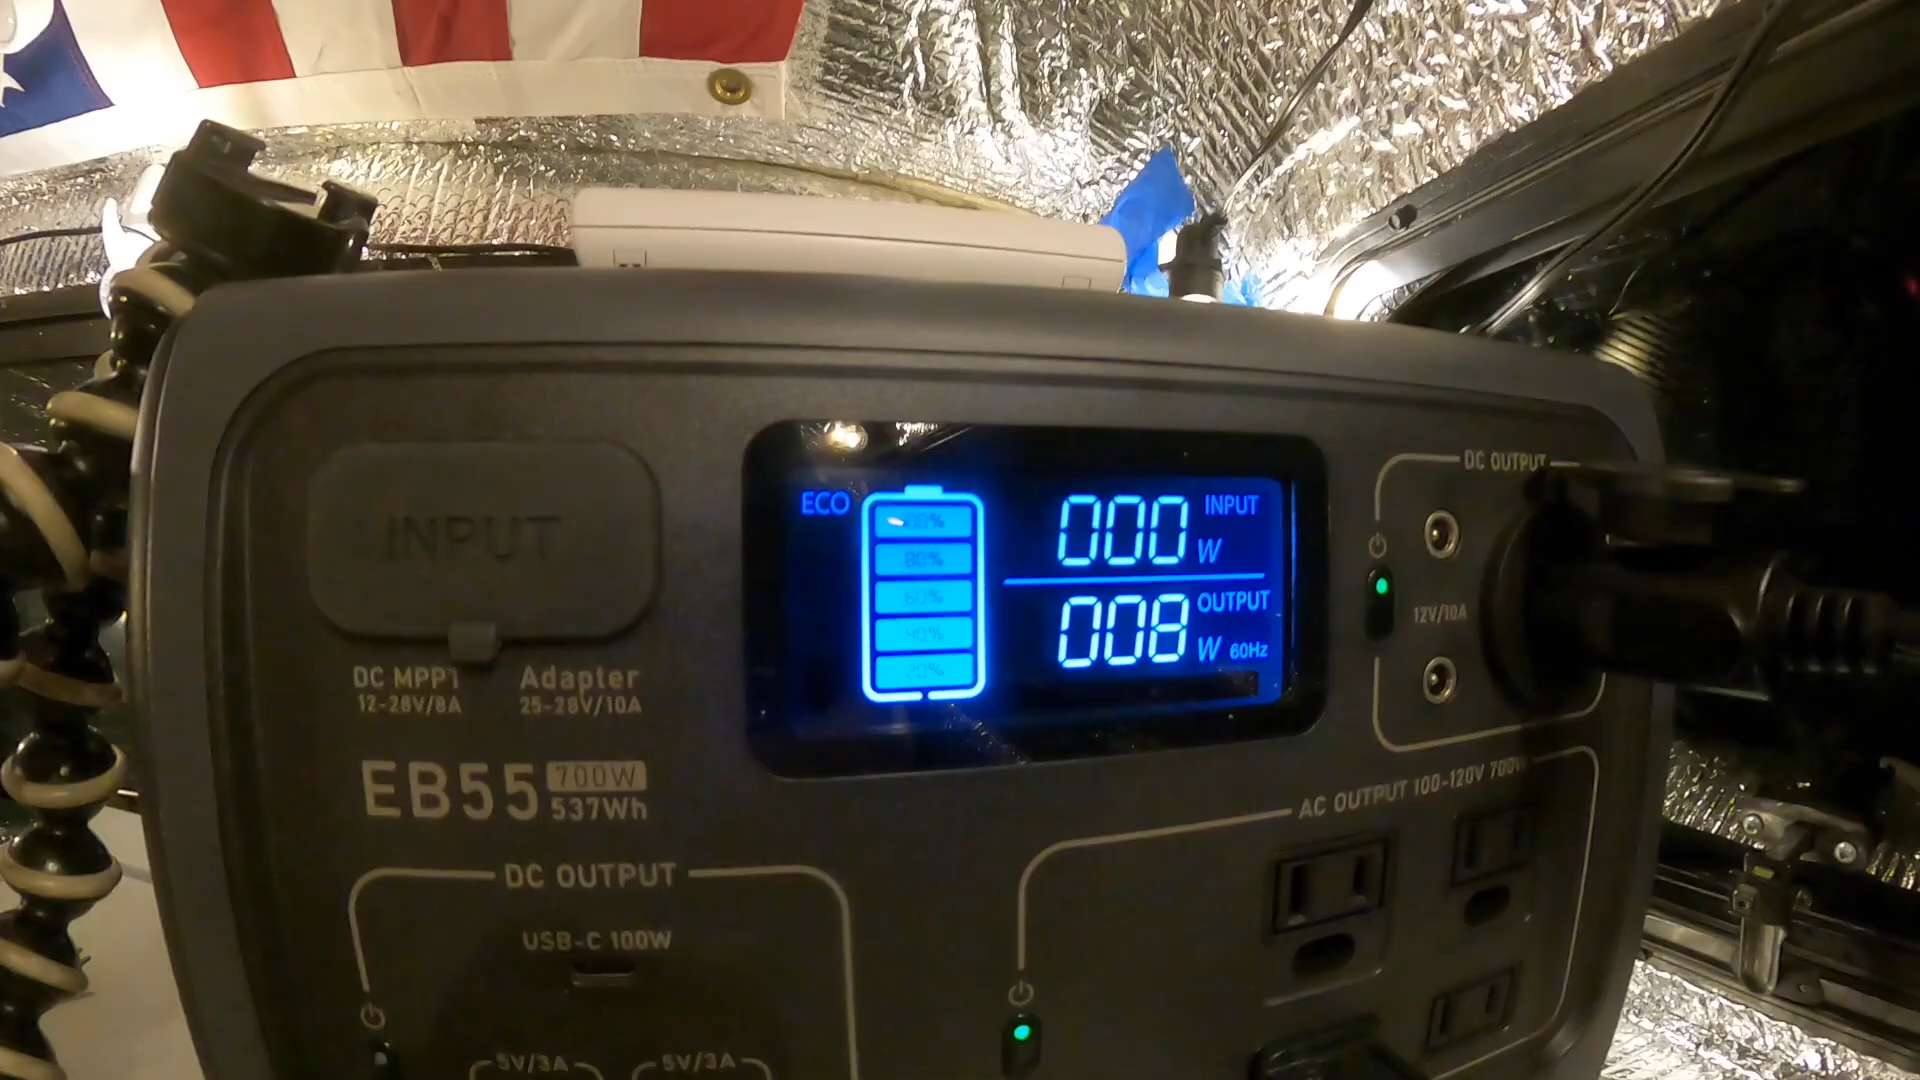 INPUT
DC MPPT
12-28V/8A
Adapter
25-28V/10A
EB55
700W
537Wh
ECO
100%
80%
60%
40%
20%
000 W INPUT
008 W OUTPUT
60Hz
DC OUTPUT
12V/10A
AC OUTPUT 100-120V 700W
DC OUTPUT
USB-C 100W
5V/3A
5V/3A